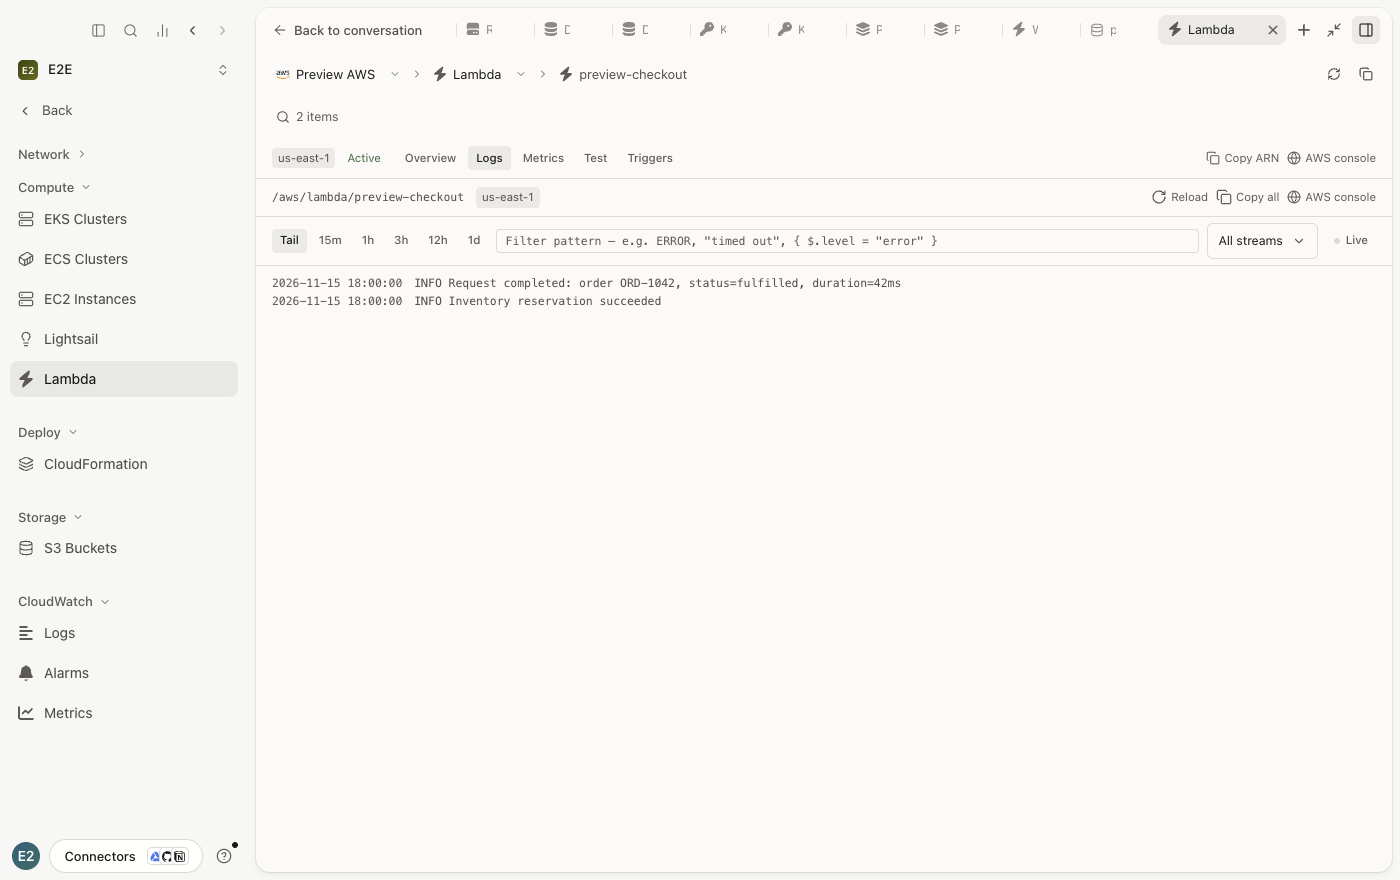 Back to conversation
R
D
D
K
K
P
P
V
p
Lambda
E2 E2E
aws Preview AWS Lambda preview-checkout
Back
2 items
Network
us-east-1 Active Overview Logs Metrics Test Triggers Copy ARN AWS console
Compute
/aws/lambda/preview-checkout us-east-1 Reload Copy all AWS console
EKS Clusters
Tail 15m 1h 3h 12h 1d Filter pattern — e.g. ERROR, "timed out", { $.level = "error" } All streams Live
ECS Clusters
2026-11-15 18:00:00 INFO Request completed: order ORD-1042, status=fulfilled, duration=42ms
2026-11-15 18:00:00 INFO Inventory reservation succeeded
EC2 Instances
Lightsail
Lambda
Deploy
CloudFormation
Storage
S3 Buckets
CloudWatch
Logs
Alarms
Metrics
E2 Connectors